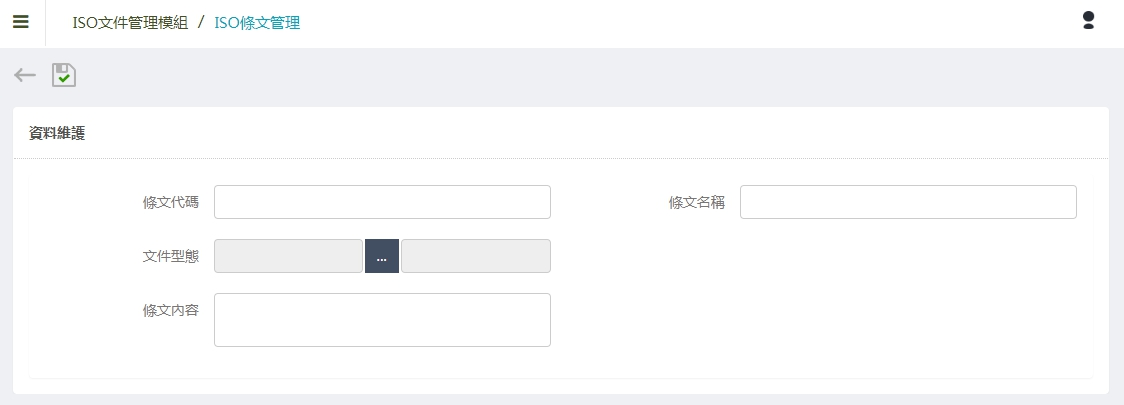 ISO文件管理模組 / ISO條文管理
資料維護
條文代碼
條文名稱
文件型態 ...
條文內容